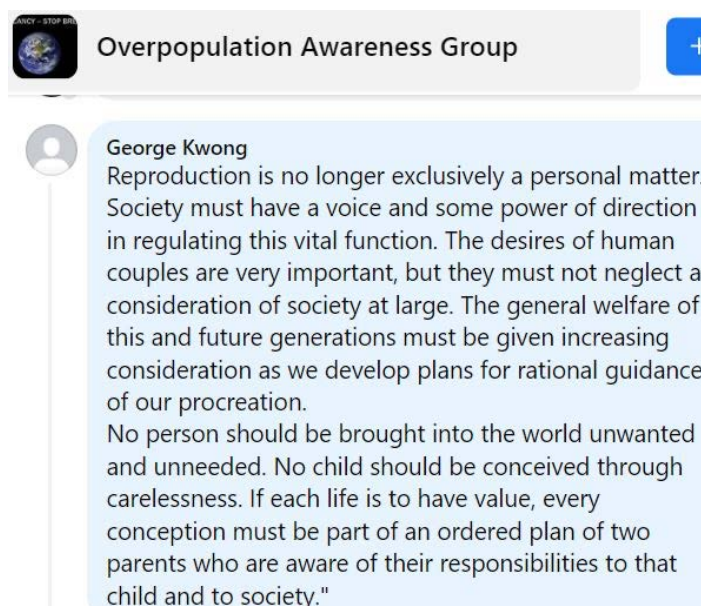 ANCY - STOP BRE
Overpopulation Awareness Group
+
George Kwong
Reproduction is no longer exclusively a personal matter.
Society must have a voice and some power of direction
in regulating this vital function. The desires of human
couples are very important, but they must not neglect a
consideration of society at large. The general welfare of
this and future generations must be given increasing
consideration as we develop plans for rational guidance
of our procreation.
No person should be brought into the world unwanted
and unneeded. No child should be conceived through
carelessness. If each life is to have value, every
conception must be part of an ordered plan of two
parents who are aware of their responsibilities to that
child and to society."